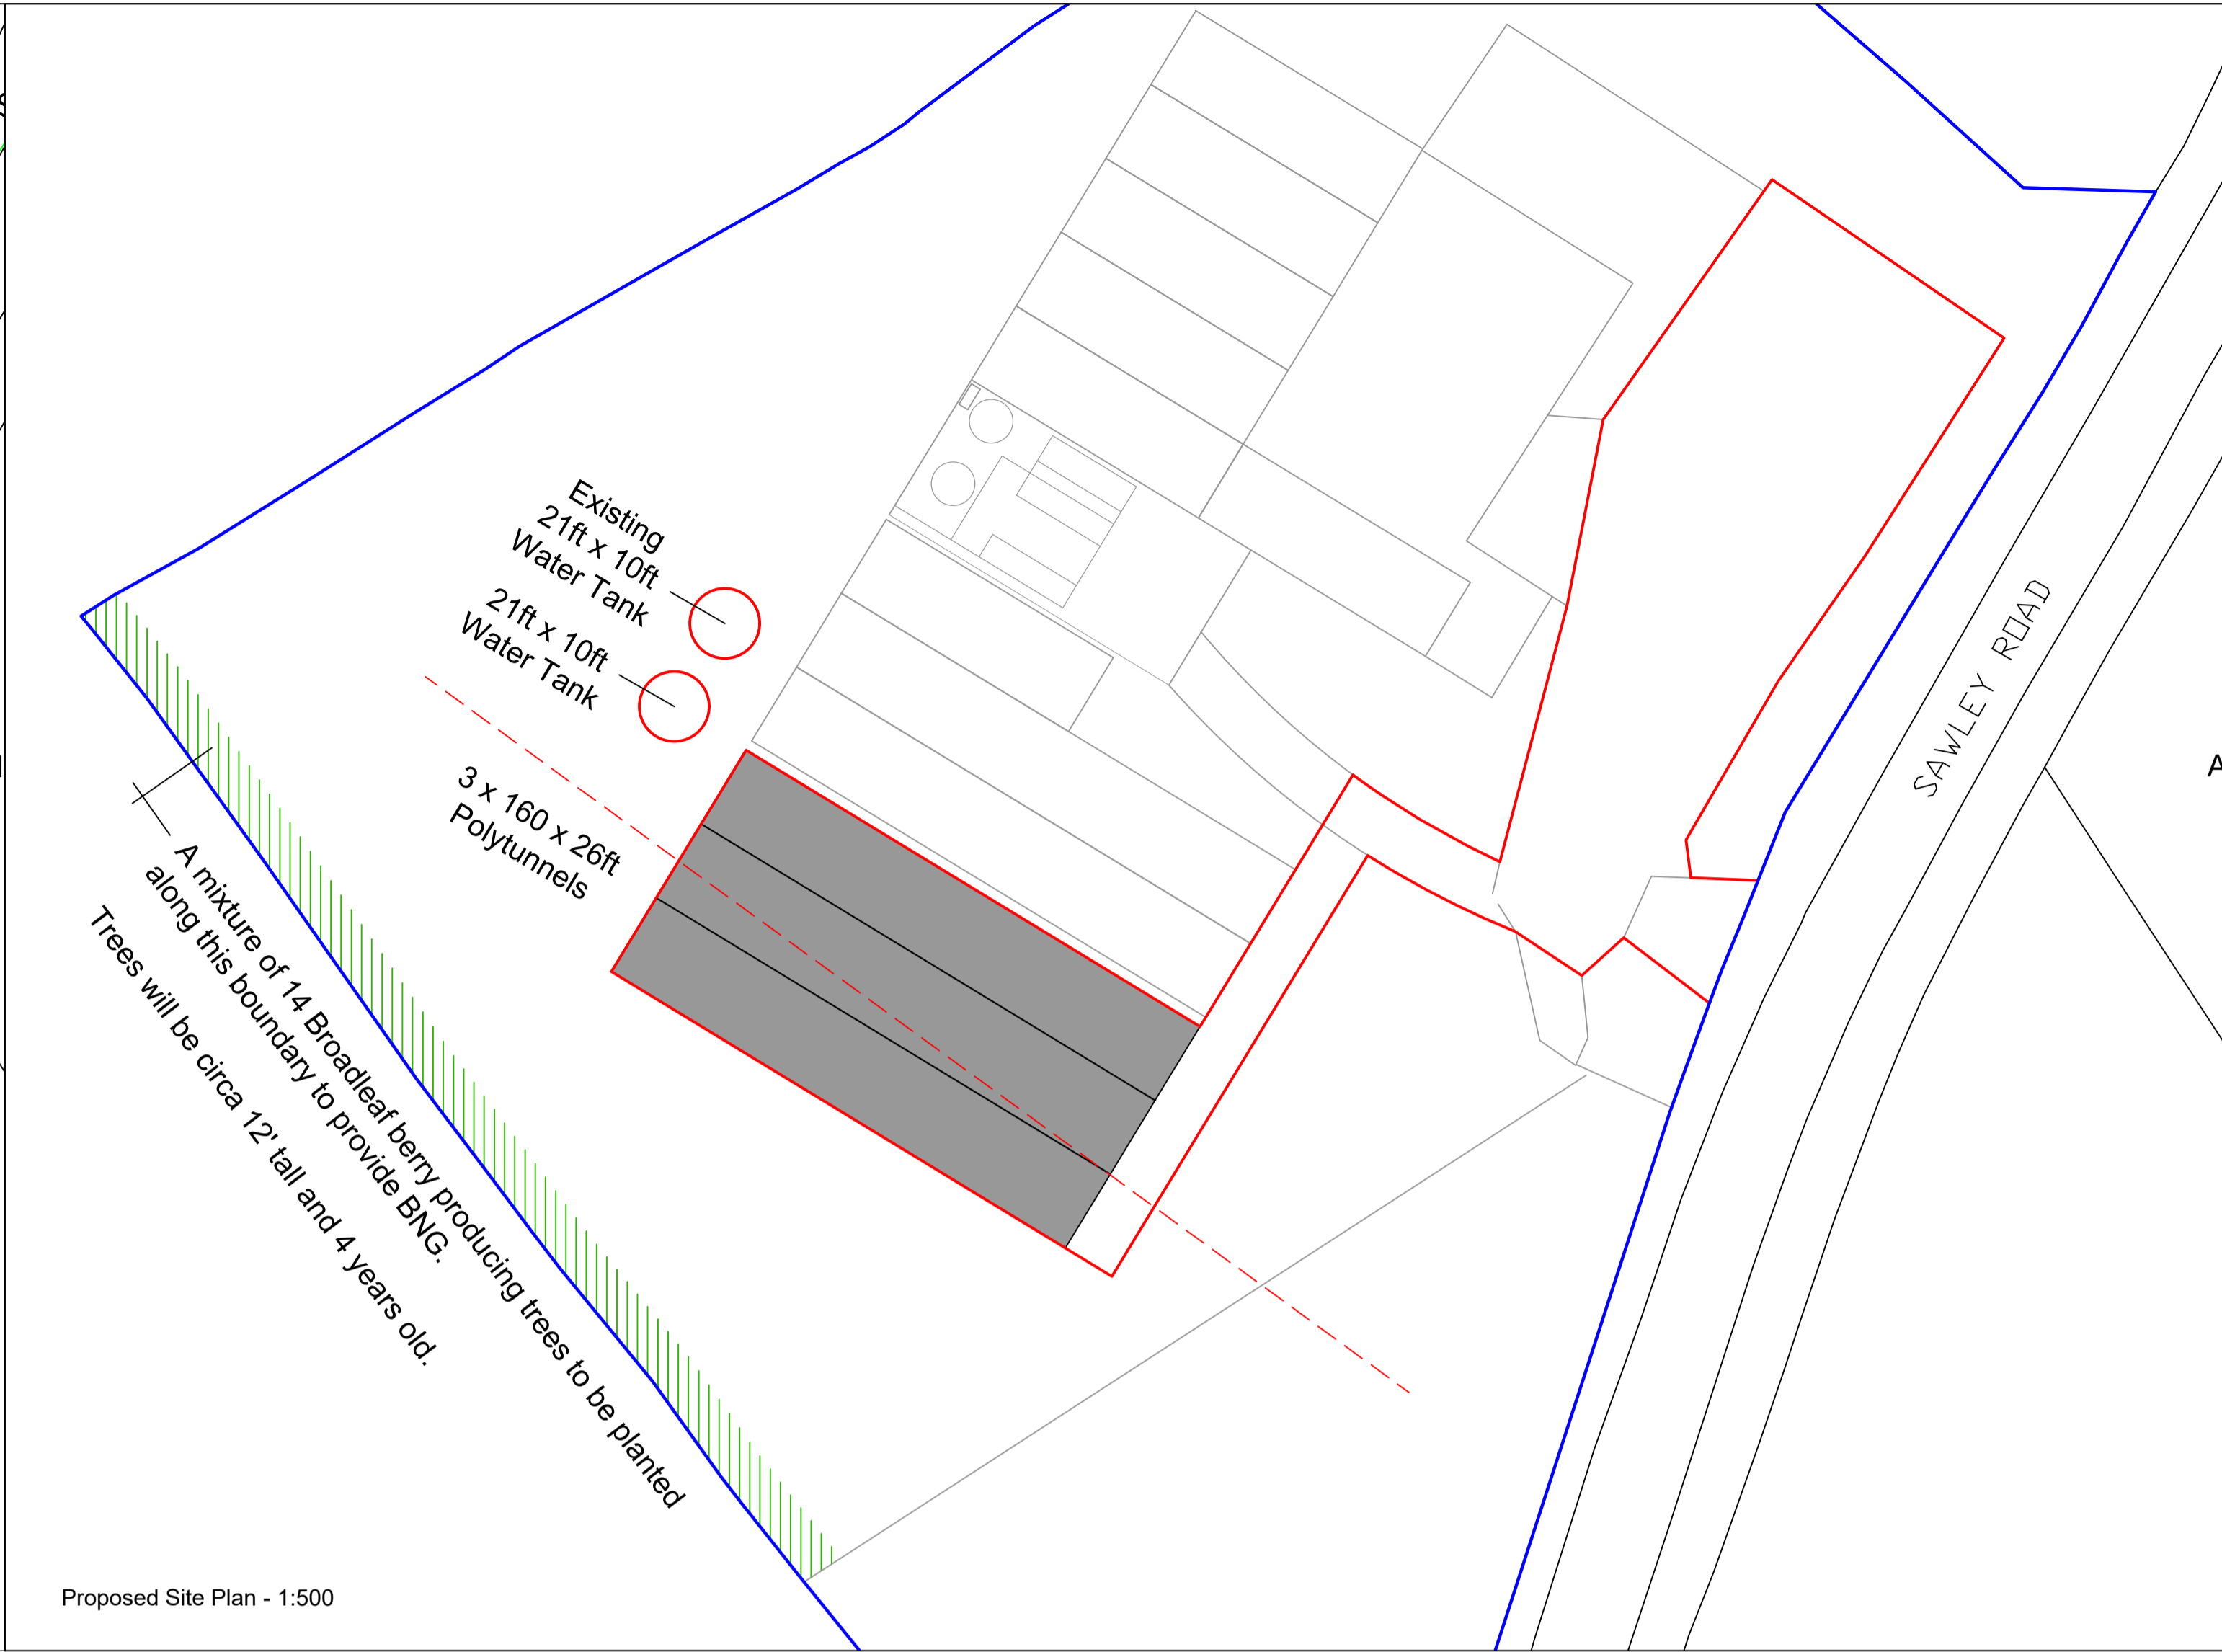 Existing
21ft x 10ft
Water Tank
21ft x 10ft
Water Tank
3 x 160 x 26ft
Polytunnels
A mixture of 14 Broadleaf berry producing trees to be planted
along this boundary to provide BNG.
Trees will be circa 12' tall and 4 years old.
SAWLEY ROAD
Proposed Site Plan - 1:500